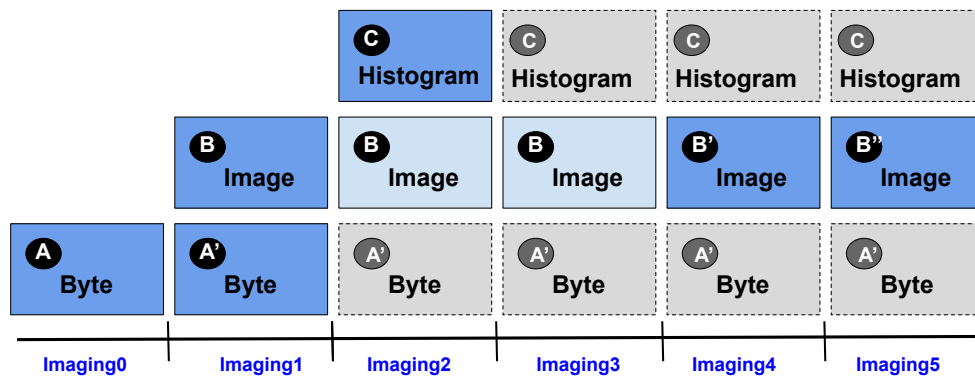 C C C C
Histogram Histogram Histogram Histogram
B B B B' B''
Image Image Image Image Image
A A' A' A' A' A'
Byte Byte Byte Byte Byte Byte
Imaging0 Imaging1 Imaging2 Imaging3 Imaging4 Imaging5